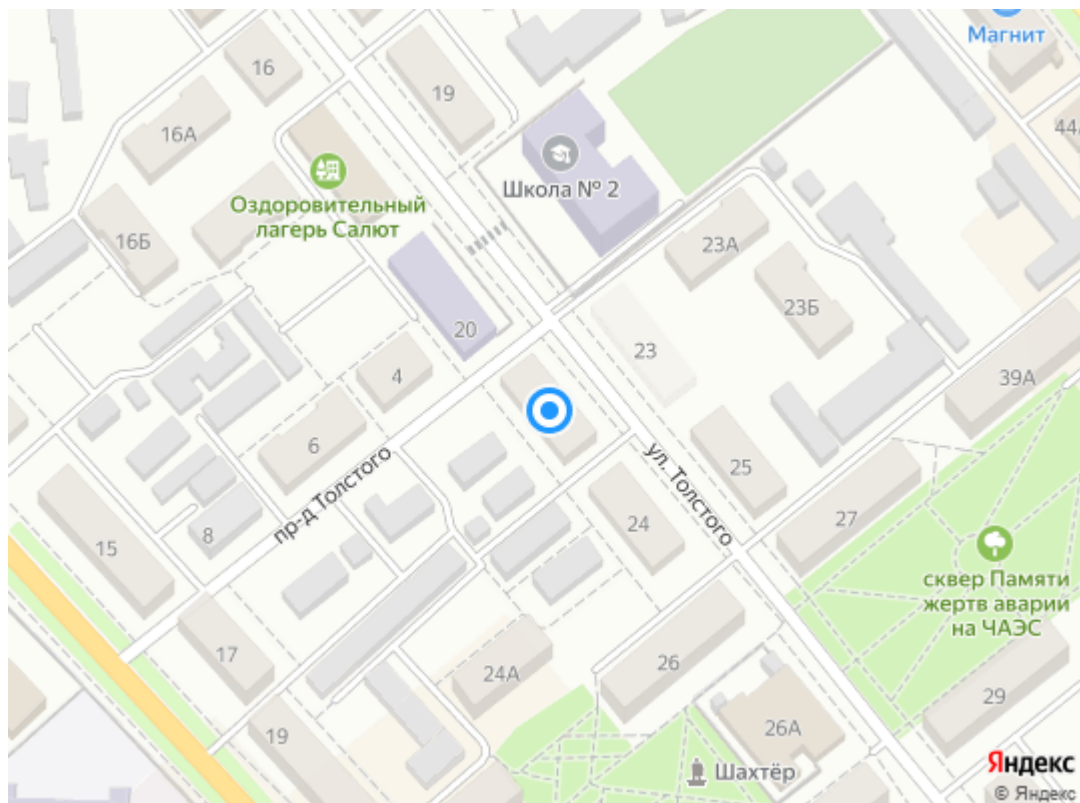 Магнит
16
19
16А
44
Школа № 2
Оздоровительный
лагерь Салют
16Б
23А
23Б
20
23
4
39А
6
ул. Толстого
25
пр-д Толстого
15
8
24
27
сквер Памяти
жертв аварии
на ЧАЭС
17
24А
26
29
19
26А
Шахтёр
Яндекс
© Яндекс